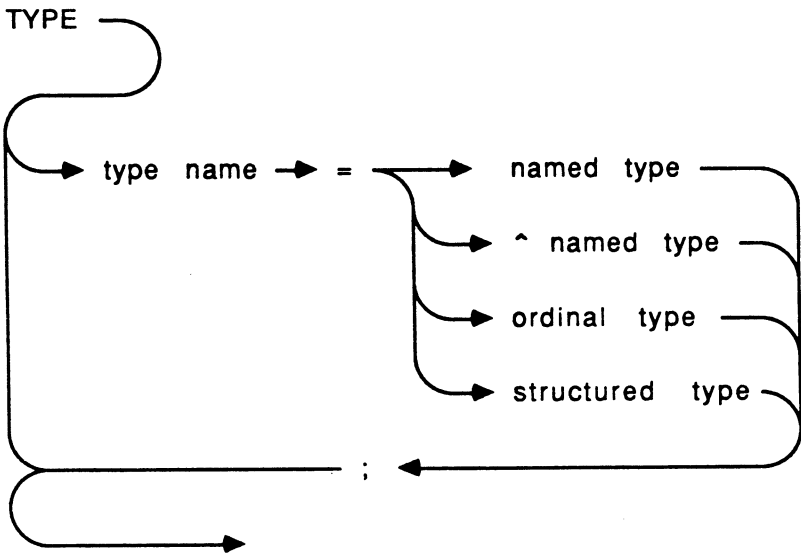 TYPE
type name = named type
^ named type
ordinal type
structured type
;